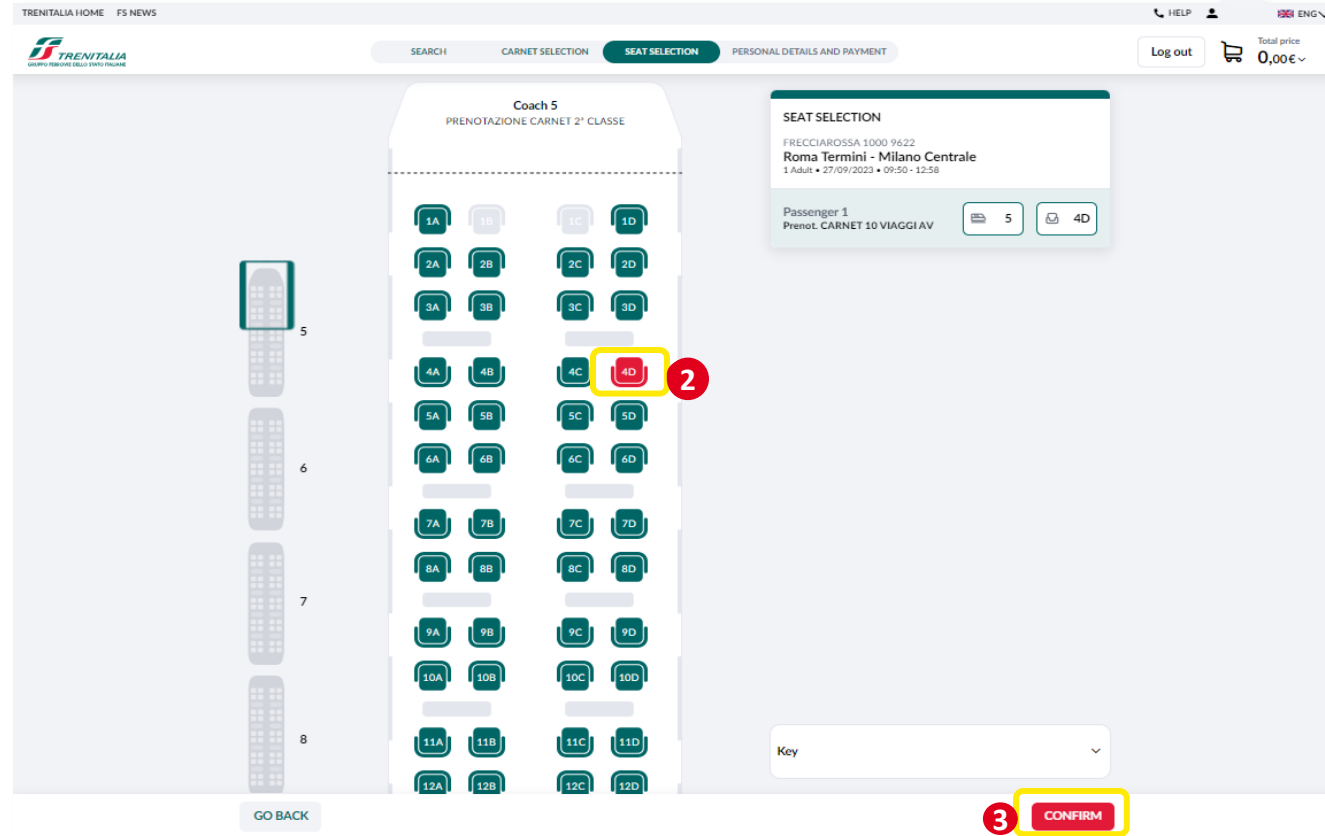 TRENITALIA HOME FS NEWS HELP ENG
TRENITALIA
GRUPPO FERROVIE DELLO STATO ITALIANE
SEARCH CARNET SELECTION SEAT SELECTION PERSONAL DETAILS AND PAYMENT
Log out
Total price
0,00€
Coach 5
PRENOTAZIONE CARNET 2ª CLASSE
SEAT SELECTION
FRECCIAROSSA 1000 9622
Roma Termini - Milano Centrale
1 Adult • 27/09/2023 • 09:50 - 12:58
Passenger 1
Prenot. CARNET 10 VIAGGI AV
5 4D
1A 1B 1C 1D
2A 2B 2C 2D
3A 3B 3C 3D
5
4A 4B 4C 4D 2
5A 5B 5C 5D
6A 6B 6C 6D
6
7A 7B 7C 7D
8A 8B 8C 8D
7
9A 9B 9C 9D
10A 10B 10C 10D
8
11A 11B 11C 11D
Key
12A 12B 12C 12D
GO BACK
3 CONFIRM